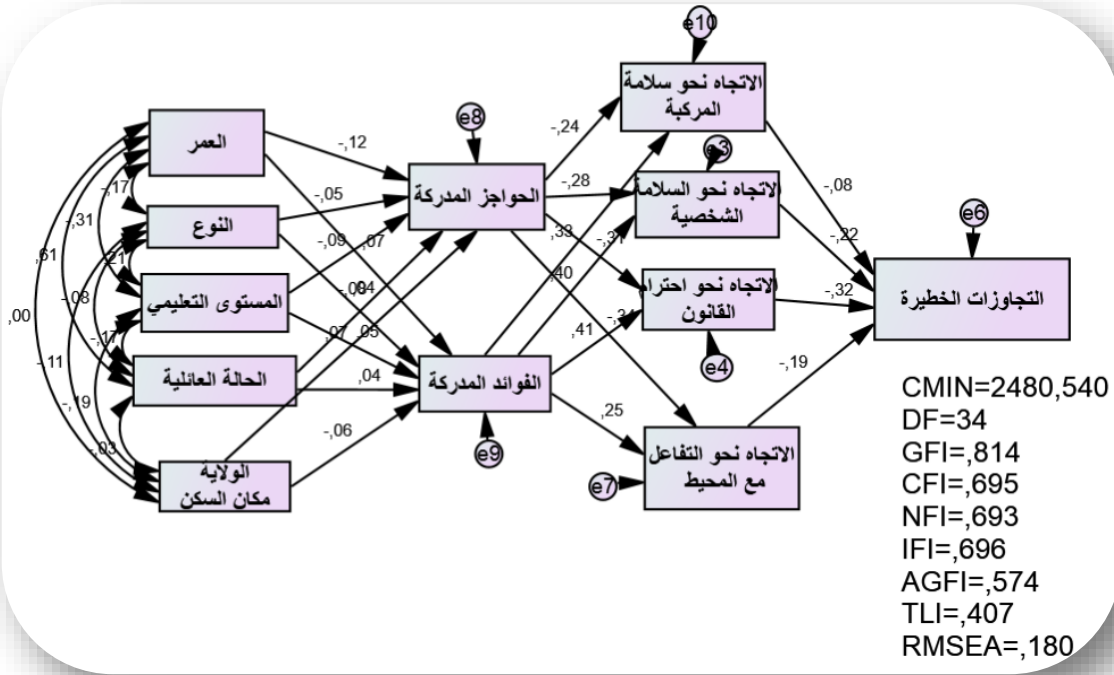 e10
الاتجاه نحو سلامة
المركبة
العمر
e8
-,24
e3
-,12
-,08
-,17
الحواجز المدركة
-,28
الاتجاه نحو السلامة
الشخصية
-,05
e6
-,31
النوع
-,09
,07
,33
-,31
-,22
,61
,21
,40
الاتجاه نحو احترام
القانون
-,32
التجاوزات الخطيرة
المستوى التعليمي
-,08
,00
,07
,05
,41
-,17
e4
-,11
الحالة العائلية
,04
الفوائد المدركة
-,19
CMIN=2480,540
-,19
-,06
,25
DF=34
-,03
e9
الاتجاه نحو التفاعل
مع المحيط
GFI=,814
الولاية
مكان السكن
e7
CFI=,695
NFI=,693
IFI=,696
AGFI=,574
TLI=,407
RMSEA=,180